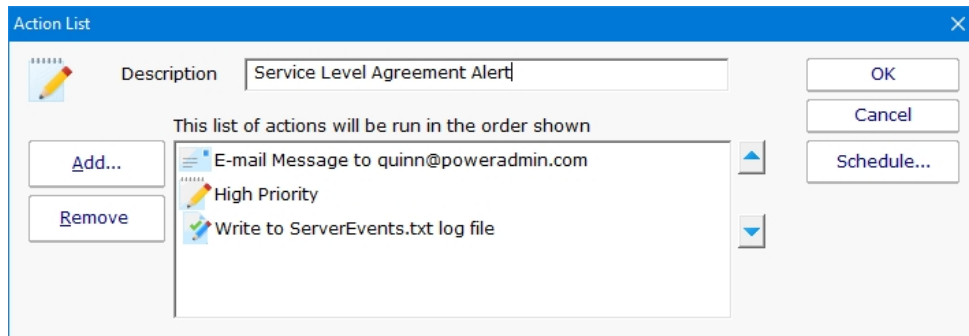 Action List
Description
Service Level Agreement Alert
OK
Cancel
Schedule...
This list of actions will be run in the order shown
Add...
Remove
E-mail Message to quinn@poweradmin.com
High Priority
Write to ServerEvents.txt log file